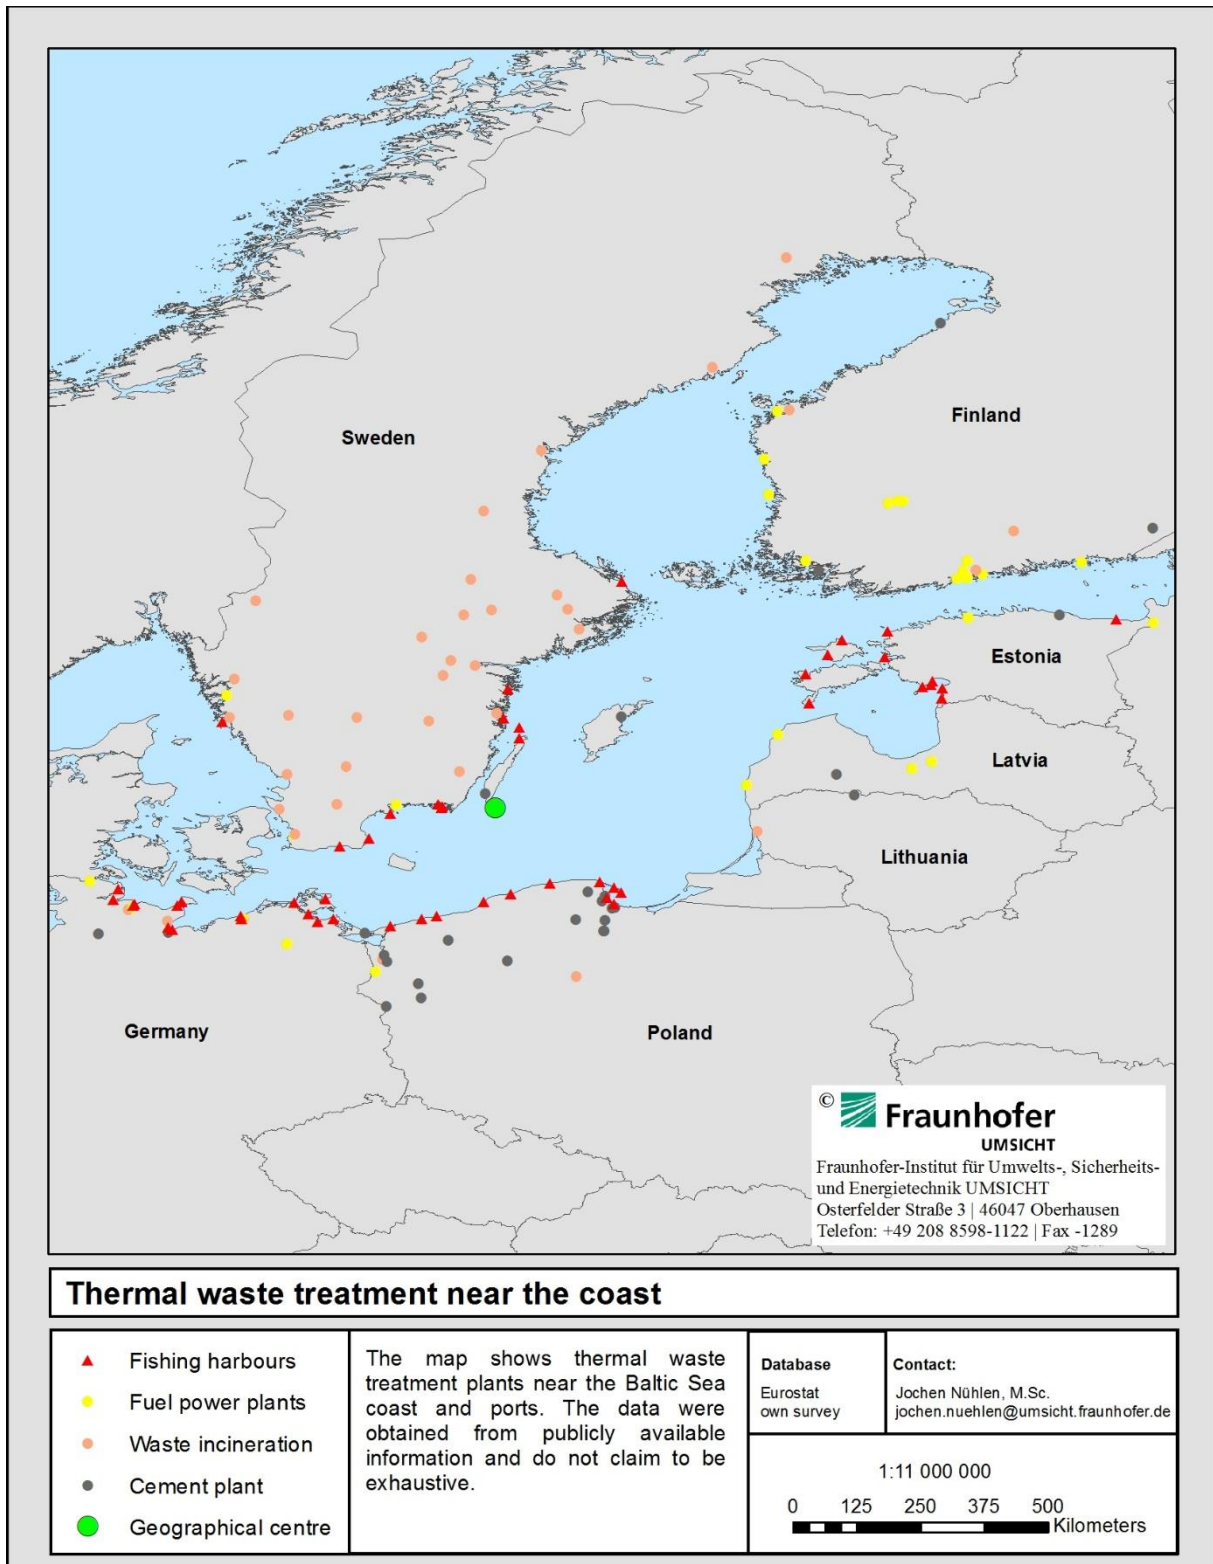 Sweden
Finland
Estonia
Latvia
Lithuania
Germany
Poland
© Fraunhofer
UMSICHT
Fraunhofer-Institut für Umwelts-, Sicherheits-
und Energietechnik UMSICHT
Osterfelder Straße 3 | 46047 Oberhausen
Telefon: +49 208 8598-1122 | Fax -1289
Thermal waste treatment near the coast
Fishing harbours
Fuel power plants
Waste incineration
Cement plant
Geographical centre
The map shows thermal waste
treatment plants near the Baltic Sea
coast and ports. The data were
obtained from publicly available
information and do not claim to be
exhaustive.
Database
Eurostat
own survey
Contact:
Jochen Nühlen, M.Sc.
jochen.nuehlen@umsicht.fraunhofer.de
1:11 000 000
0 125 250 375 500
Kilometers